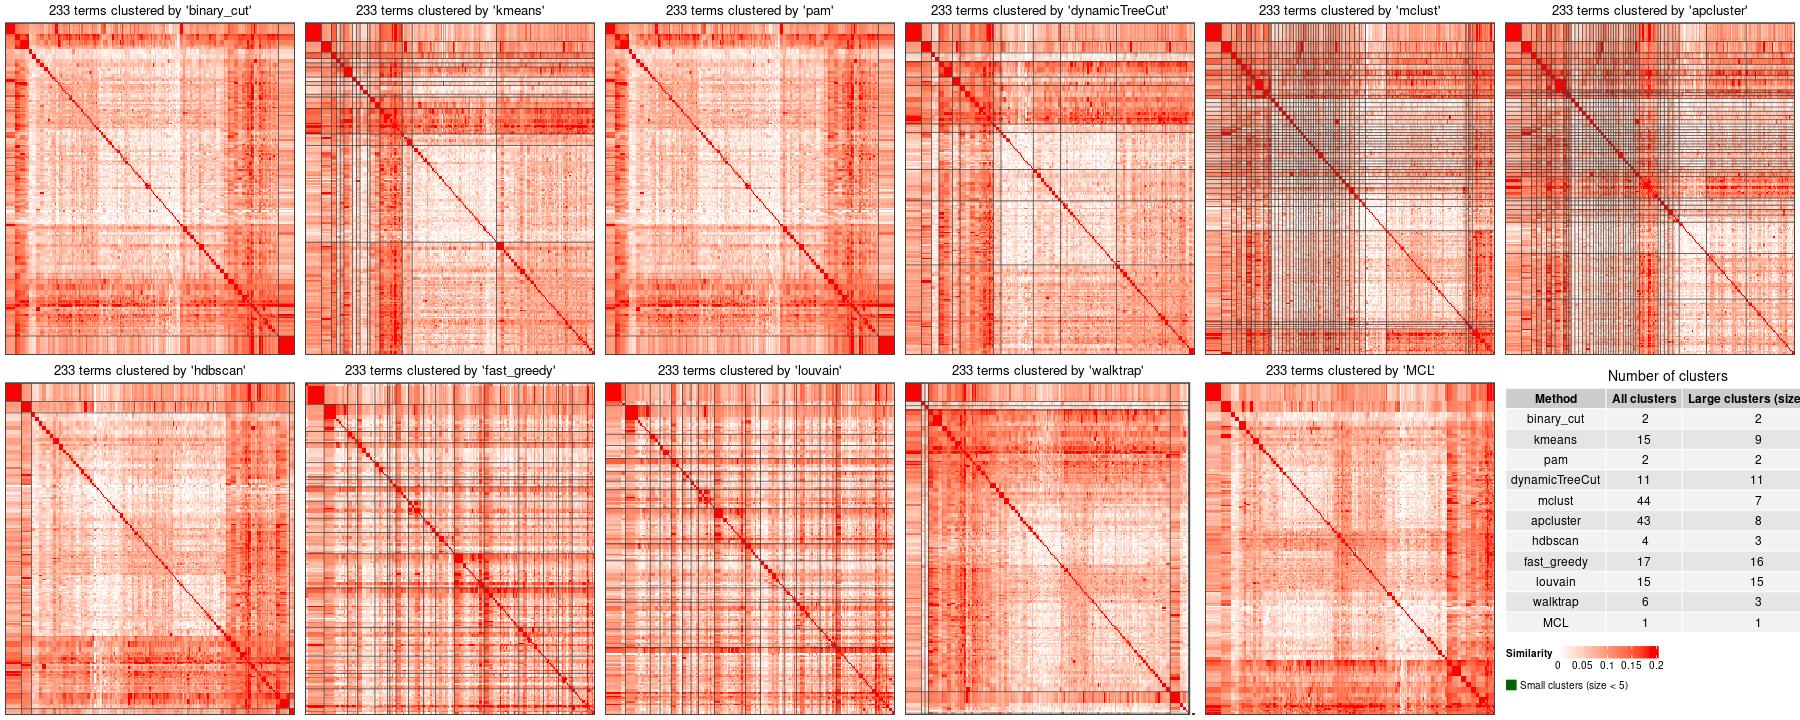 233 terms clustered by 'binary_cut'
233 terms clustered by 'kmeans'
233 terms clustered by 'pam'
233 terms clustered by 'dynamicTreeCut'
233 terms clustered by 'mclust'
233 terms clustered by 'apcluster'
233 terms clustered by 'hdbscan'
233 terms clustered by 'fast_greedy'
233 terms clustered by 'louvain'
233 terms clustered by 'walktrap'
233 terms clustered by 'MCL'
Number of clusters
Method All clusters Large clusters (size
binary_cut 2 2
kmeans 15 9
pam 2 2
dynamicTreeCut 11 11
mclust 44 7
apcluster 43 8
hdbscan 4 3
fast_greedy 17 16
louvain 15 15
walktrap 6 3
MCL 1 1
Similarity
0 0.05 0.1 0.15 0.2
Small clusters (size < 5)